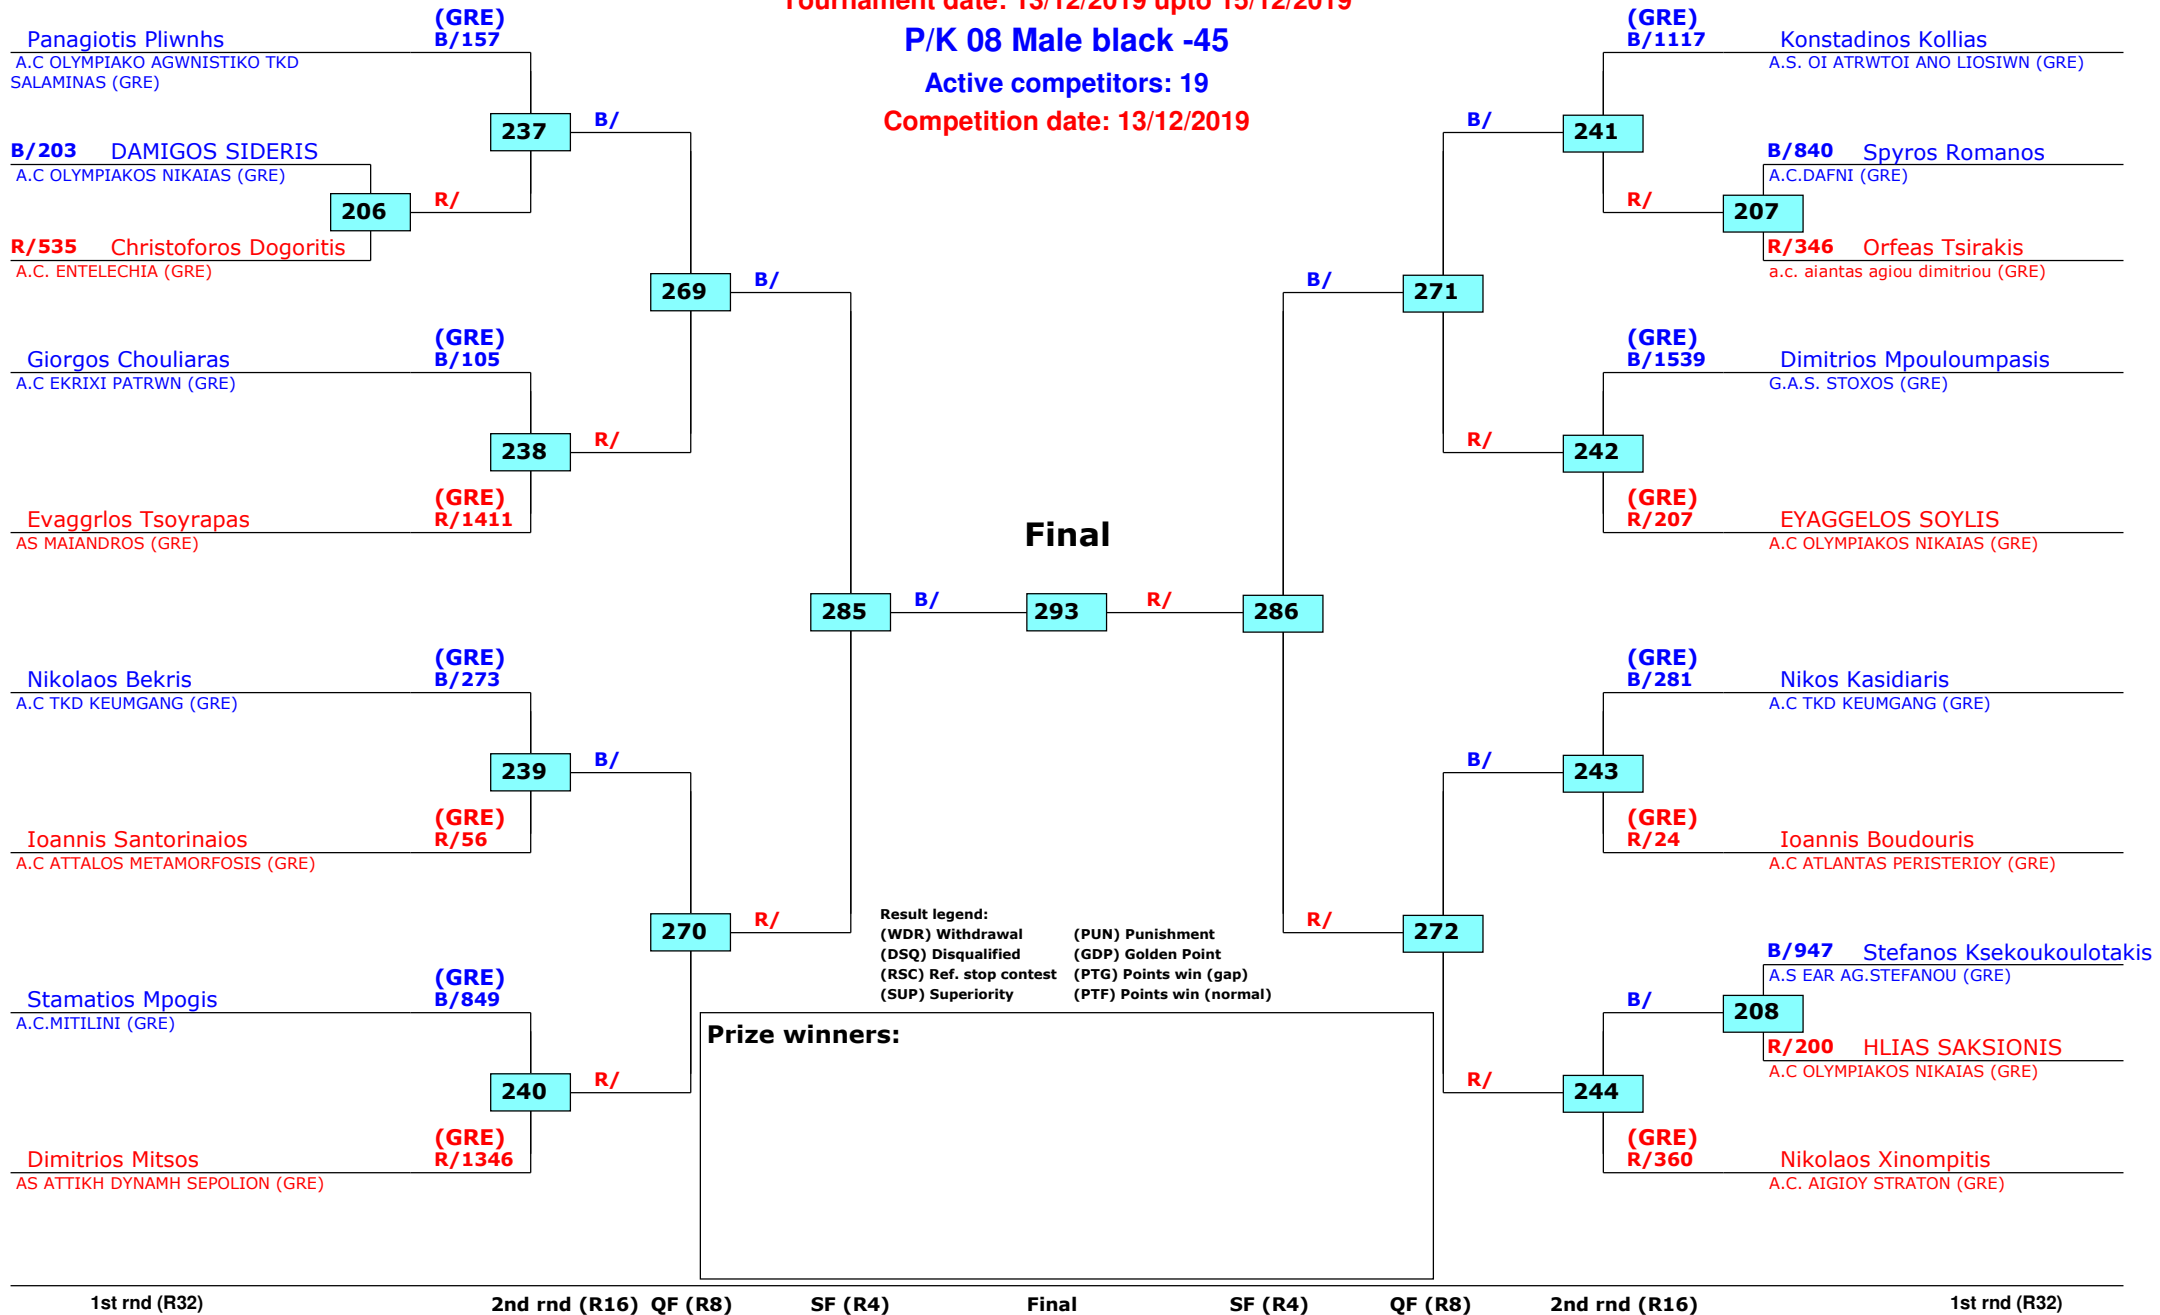 Tournament date: 13/12/2019 upto 15/12/2019
P/K 08 Male black -45
Active competitors: 19
Competition date: 13/12/2019
(GRE)
Panagiotis Pliwnhs B/157
A.C OLYMPIAKO AGWNISTIKO TKD
SALAMINAS (GRE)
237 B/
B/203 DAMIGOS SIDERIS
A.C OLYMPIAKOS NIKAIAS (GRE)
206 R/
R/535 Christoforos Dogoritis
A.C. ENTELECHIA (GRE)
269 B/
(GRE)
Giorgos Chouliaras B/105
A.C EKRIXI PATRWN (GRE)
238 R/
(GRE)
Evaggrlos Tsoyrapas R/1411
AS MAIANDROS (GRE)
285 B/
(GRE)
Nikolaos Bekris B/273
A.C TKD KEUMGANG (GRE)
239 B/
(GRE)
Ioannis Santorinaios R/56
A.C ATTALOS METAMORFOSIS (GRE)
270 R/
(GRE)
Stamatios Mpogis B/849
A.C.MITILINI (GRE)
240 R/
(GRE)
Dimitrios Mitsos R/1346
AS ATTIKH DYNAMH SEPOLION (GRE)
Final
293
(GRE)
B/1117 Konstadinos Kollias
A.S. OI ATRWTOI ANO LIOSIWN (GRE)
B/ 241
B/840 Spyros Romanos
A.C.DAFNI (GRE)
R/ 207
R/346 Orfeas Tsirakis
a.c. aiantas agiou dimitriou (GRE)
B/ 271
(GRE)
B/1539 Dimitrios Mpouloumpasis
G.A.S. STOXOS (GRE)
R/ 242
(GRE)
R/207 EYAGGELOS SOYLIS
A.C OLYMPIAKOS NIKAIAS (GRE)
R/ 286
(GRE)
B/281 Nikos Kasidiaris
A.C TKD KEUMGANG (GRE)
B/ 243
(GRE)
R/24 Ioannis Boudouris
A.C ATLANTAS PERISTERIOY (GRE)
R/ 272
B/947 Stefanos Ksekoukoulotakis
A.S EAR AG.STEFANOU (GRE)
B/ 208
R/200 HLIAS SAKSIONIS
A.C OLYMPIAKOS NIKAIAS (GRE)
R/ 244
(GRE)
R/360 Nikolaos Xinompitis
A.C. AIGIOY STRATON (GRE)
Result legend:
(WDR) Withdrawal (PUN) Punishment
(DSQ) Disqualified (GDP) Golden Point
(RSC) Ref. stop contest (PTG) Points win (gap)
(SUP) Superiority (PTF) Points win (normal)
Prize winners:
1st rnd (R32) 2nd rnd (R16) QF (R8) SF (R4) Final SF (R4) QF (R8) 2nd rnd (R16) 1st rnd (R32)